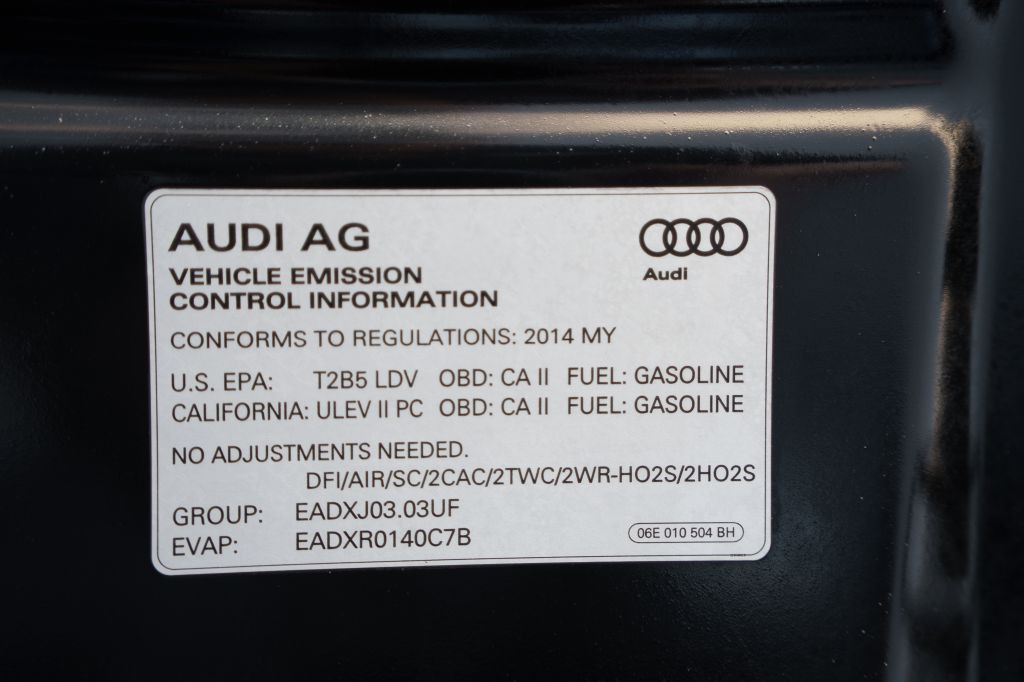 AUDI AG
Audi
VEHICLE EMISSION
CONTROL INFORMATION
CONFORMS TO REGULATIONS: 2014 MY
U.S. EPA: T2B5 LDV OBD: CA II FUEL: GASOLINE
CALIFORNIA: ULEV II PC OBD: CA II FUEL: GASOLINE
NO ADJUSTMENTS NEEDED.
DFI/AIR/SC/2CAC/2TWC/2WR-HO2S/2HO2S
GROUP: EADXJ03.03UF
EVAP: EADXR0140C7B
06E 010 504 BH